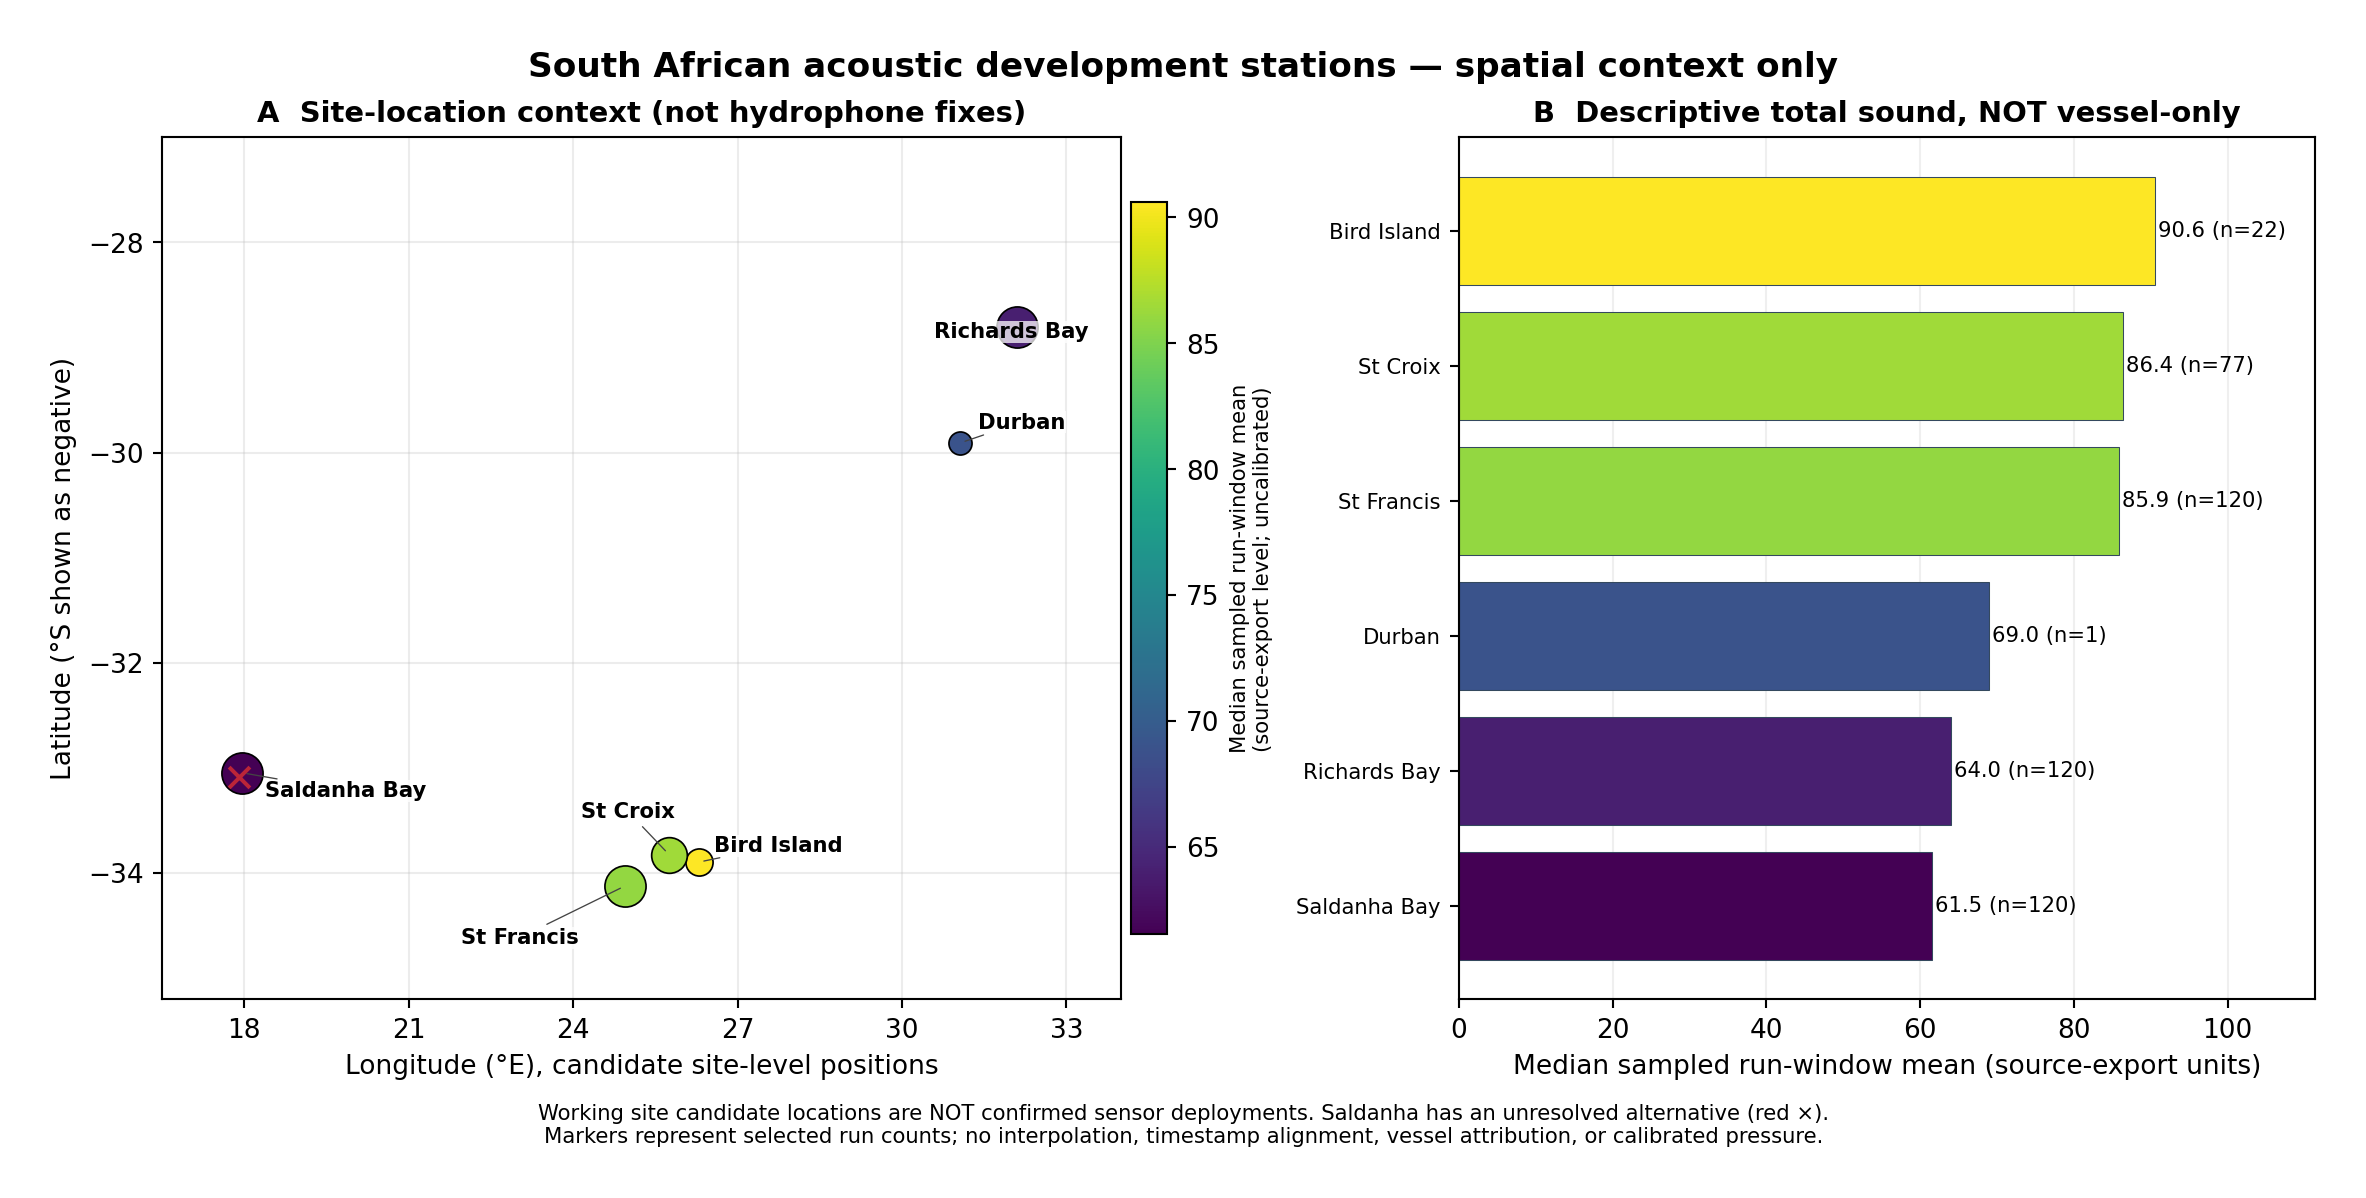 South African acoustic development stations — spatial context only
A  Site-location context (not hydrophone fixes)
Latitude (°S shown as negative)
−28
−30
−32
−34
Richards Bay
Durban
Saldanha Bay
St Croix
Bird Island
St Francis
18
21
24
27
30
33
Longitude (°E), candidate site-level positions
90
85
80
75
70
65
Median sampled run-window mean
(source-export level; uncalibrated)
B  Descriptive total sound, NOT vessel-only
Bird Island
90.6 (n=22)
St Croix
86.4 (n=77)
St Francis
85.9 (n=120)
Durban
69.0 (n=1)
Richards Bay
64.0 (n=120)
Saldanha Bay
61.5 (n=120)
0
20
40
60
80
100
Median sampled run-window mean (source-export units)
Working site candidate locations are NOT confirmed sensor deployments. Saldanha has an unresolved alternative (red ×).
Markers represent selected run counts; no interpolation, timestamp alignment, vessel attribution, or calibrated pressure.